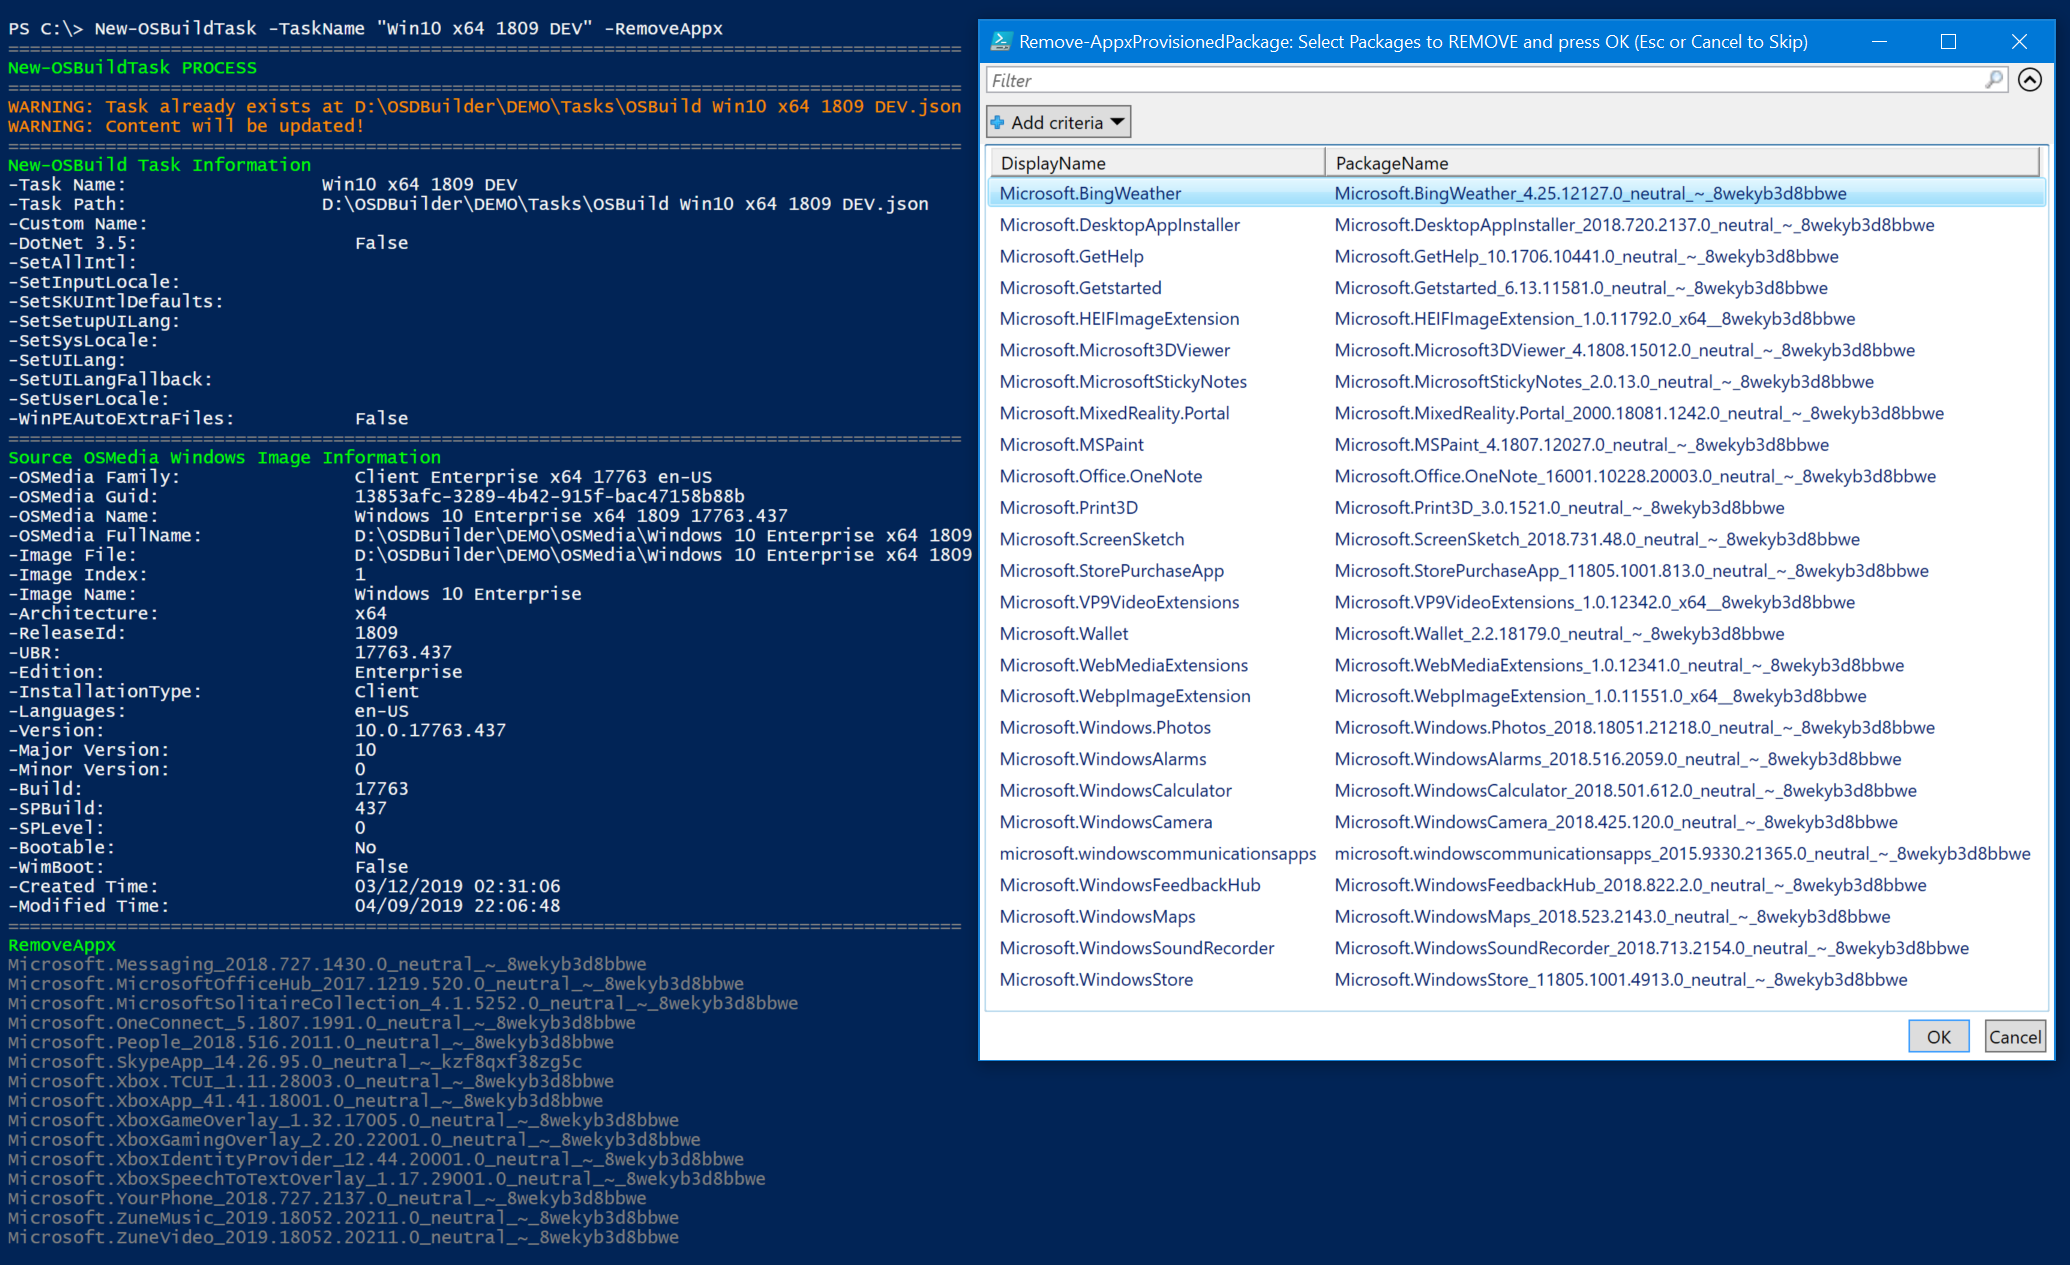 PS C:\> New-OSBuildTask -TaskName "Win10 x64 1809 DEV" -RemoveAppx
=========================================================================================
New-OSBuildTask PROCESS
=========================================================================================
WARNING: Task already exists at D:\OSDBuilder\DEMO\Tasks\OSBuild Win10 x64 1809 DEV.json
WARNING: Content will be updated!
=========================================================================================
New-OSBuild Task Information
-Task Name: Win10 x64 1809 DEV
-Task Path: D:\OSDBuilder\DEMO\Tasks\OSBuild Win10 x64 1809 DEV.json
-Custom Name:
-DotNet 3.5: False
-SetAllIntl:
-SetInputLocale:
-SetSKUIntlDefaults:
-SetSetupUILang:
-SetSysLocale:
-SetUILang:
-SetUILangFallback:
-SetUserLocale:
-WinPEAutoExtraFiles: False
=========================================================================================
Source OSMedia Windows Image Information
-OSMedia Family: Client Enterprise x64 17763 en-US
-OSMedia Guid: 13853afc-3289-4b42-915f-bac47158b88b
-OSMedia Name: Windows 10 Enterprise x64 1809 17763.437
-OSMedia FullName: D:\OSDBuilder\DEMO\OSMedia\Windows 10 Enterprise x64 1809
-Image File: D:\OSDBuilder\DEMO\OSMedia\Windows 10 Enterprise x64 1809
-Image Index: 1
-Image Name: Windows 10 Enterprise
-Architecture: x64
-ReleaseId: 1809
-UBR: 17763.437
-Edition: Enterprise
-InstallationType: Client
-Languages: en-US
-Version: 10.0.17763.437
-Major Version: 10
-Minor Version: 0
-Build: 17763
-SPBuild: 437
-SPLevel: 0
-Bootable: No
-WimBoot: False
-Created Time: 03/12/2019 02:31:06
-Modified Time: 04/09/2019 22:06:48
=========================================================================================
RemoveAppx
Microsoft.Messaging_2018.727.1430.0_neutral_~_8wekyb3d8bbwe
Microsoft.MicrosoftOfficeHub_2017.1219.520.0_neutral_~_8wekyb3d8bbwe
Microsoft.MicrosoftSolitaireCollection_4.1.5252.0_neutral_~_8wekyb3d8bbwe
Microsoft.OneConnect_5.1807.1991.0_neutral_~_8wekyb3d8bbwe
Microsoft.People_2018.516.2011.0_neutral_~_8wekyb3d8bbwe
Microsoft.SkypeApp_14.26.95.0_neutral_~_kzf8qxf38zg5c
Microsoft.Xbox.TCUI_1.11.28003.0_neutral_~_8wekyb3d8bbwe
Microsoft.XboxApp_41.41.18001.0_neutral_~_8wekyb3d8bbwe
Microsoft.XboxGameOverlay_1.32.17005.0_neutral_~_8wekyb3d8bbwe
Microsoft.XboxGamingOverlay_2.20.22001.0_neutral_~_8wekyb3d8bbwe
Microsoft.XboxIdentityProvider_12.44.20001.0_neutral_~_8wekyb3d8bbwe
Microsoft.XboxSpeechToTextOverlay_1.17.29001.0_neutral_~_8wekyb3d8bbwe
Microsoft.YourPhone_2018.727.2137.0_neutral_~_8wekyb3d8bbwe
Microsoft.ZuneMusic_2019.18052.20211.0_neutral_~_8wekyb3d8bbwe
Microsoft.ZuneVideo_2019.18052.20211.0_neutral_~_8wekyb3d8bbwe
Remove-AppxProvisionedPackage: Select Packages to REMOVE and press OK (Esc or Cancel to Skip)
Filter
Add criteria
DisplayName PackageName
Microsoft.BingWeather Microsoft.BingWeather_4.25.12127.0_neutral_~_8wekyb3d8bbwe
Microsoft.DesktopAppInstaller Microsoft.DesktopAppInstaller_2018.720.2137.0_neutral_~_8wekyb3d8bbwe
Microsoft.GetHelp Microsoft.GetHelp_10.1706.10441.0_neutral_~_8wekyb3d8bbwe
Microsoft.Getstarted Microsoft.Getstarted_6.13.11581.0_neutral_~_8wekyb3d8bbwe
Microsoft.HEIFImageExtension Microsoft.HEIFImageExtension_1.0.11792.0_x64__8wekyb3d8bbwe
Microsoft.Microsoft3DViewer Microsoft.Microsoft3DViewer_4.1808.15012.0_neutral_~_8wekyb3d8bbwe
Microsoft.MicrosoftStickyNotes Microsoft.MicrosoftStickyNotes_2.0.13.0_neutral_~_8wekyb3d8bbwe
Microsoft.MixedReality.Portal Microsoft.MixedReality.Portal_2000.18081.1242.0_neutral_~_8wekyb3d8bbwe
Microsoft.MSPaint Microsoft.MSPaint_4.1807.12027.0_neutral_~_8wekyb3d8bbwe
Microsoft.Office.OneNote Microsoft.Office.OneNote_16001.10228.20003.0_neutral_~_8wekyb3d8bbwe
Microsoft.Print3D Microsoft.Print3D_3.0.1521.0_neutral_~_8wekyb3d8bbwe
Microsoft.ScreenSketch Microsoft.ScreenSketch_2018.731.48.0_neutral_~_8wekyb3d8bbwe
Microsoft.StorePurchaseApp Microsoft.StorePurchaseApp_11805.1001.813.0_neutral_~_8wekyb3d8bbwe
Microsoft.VP9VideoExtensions Microsoft.VP9VideoExtensions_1.0.12342.0_x64__8wekyb3d8bbwe
Microsoft.Wallet Microsoft.Wallet_2.2.18179.0_neutral_~_8wekyb3d8bbwe
Microsoft.WebMediaExtensions Microsoft.WebMediaExtensions_1.0.12341.0_neutral_~_8wekyb3d8bbwe
Microsoft.WebpImageExtension Microsoft.WebpImageExtension_1.0.11551.0_x64__8wekyb3d8bbwe
Microsoft.Windows.Photos Microsoft.Windows.Photos_2018.18051.21218.0_neutral_~_8wekyb3d8bbwe
Microsoft.WindowsAlarms Microsoft.WindowsAlarms_2018.516.2059.0_neutral_~_8wekyb3d8bbwe
Microsoft.WindowsCalculator Microsoft.WindowsCalculator_2018.501.612.0_neutral_~_8wekyb3d8bbwe
Microsoft.WindowsCamera Microsoft.WindowsCamera_2018.425.120.0_neutral_~_8wekyb3d8bbwe
microsoft.windowscommunicationsapps microsoft.windowscommunicationsapps_2015.9330.21365.0_neutral_~_8wekyb3d8bbwe
Microsoft.WindowsFeedbackHub Microsoft.WindowsFeedbackHub_2018.822.2.0_neutral_~_8wekyb3d8bbwe
Microsoft.WindowsMaps Microsoft.WindowsMaps_2018.523.2143.0_neutral_~_8wekyb3d8bbwe
Microsoft.WindowsSoundRecorder Microsoft.WindowsSoundRecorder_2018.713.2154.0_neutral_~_8wekyb3d8bbwe
Microsoft.WindowsStore Microsoft.WindowsStore_11805.1001.4913.0_neutral_~_8wekyb3d8bbwe
OK Cancel